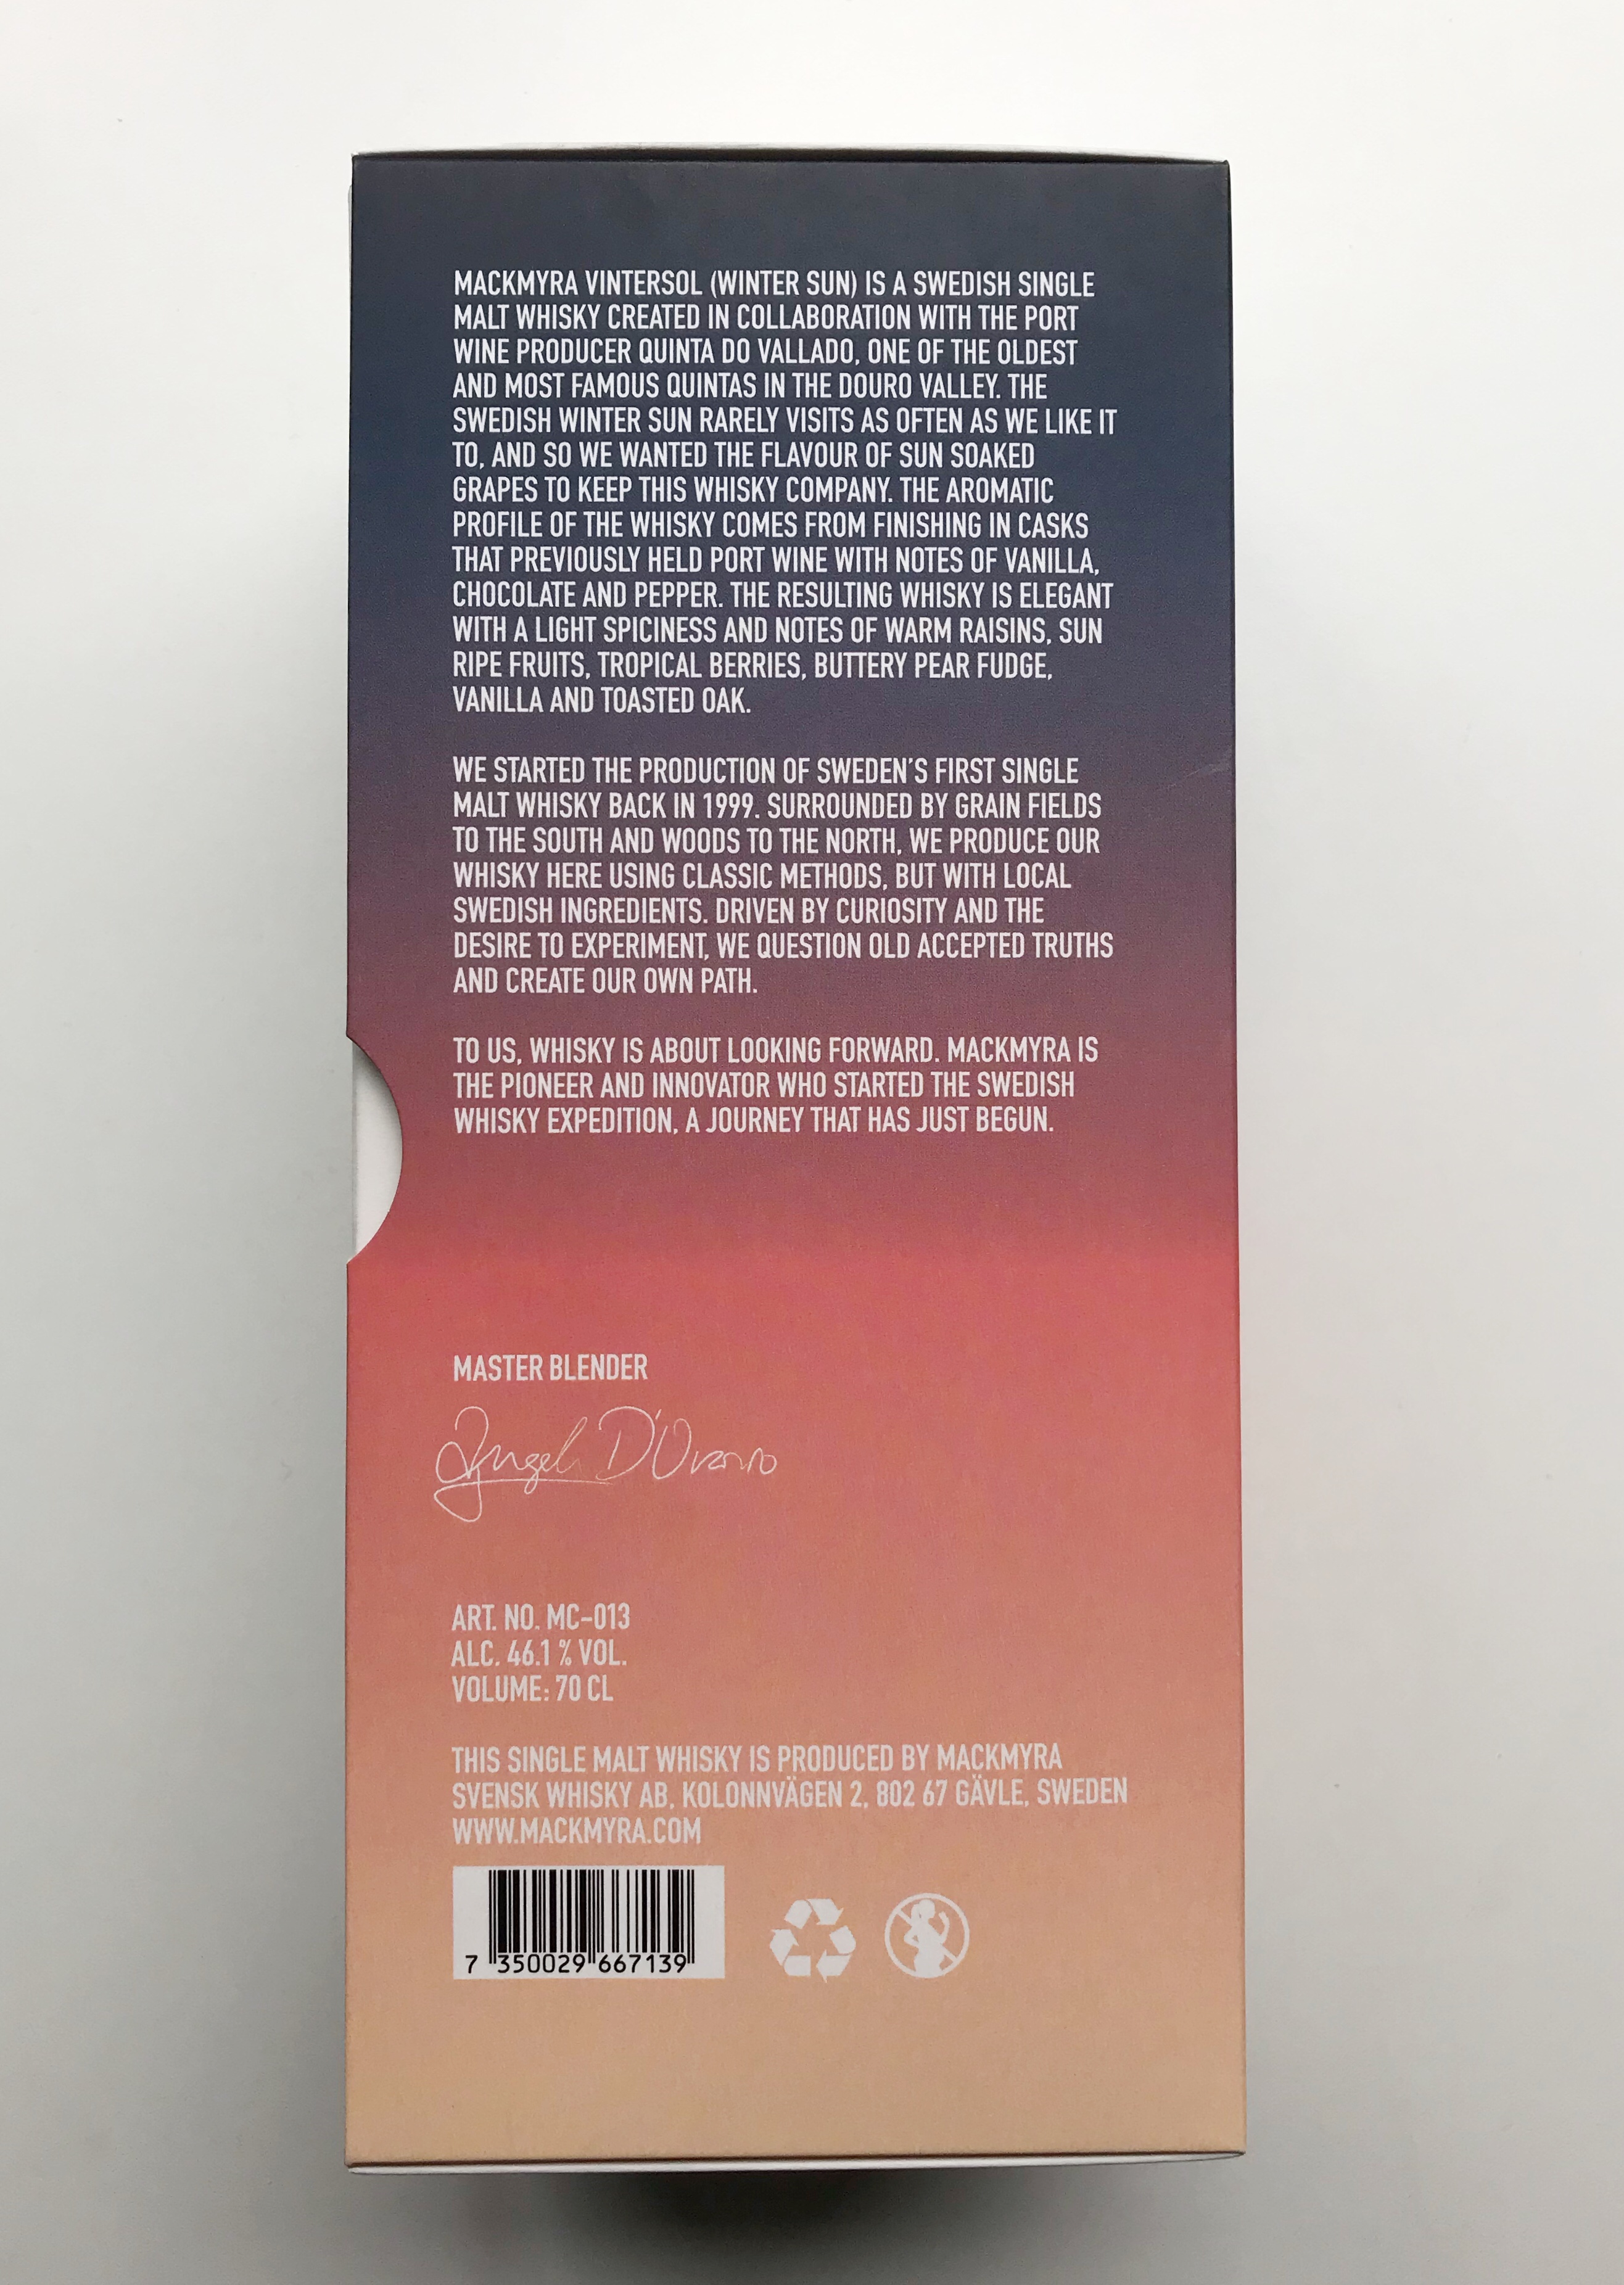 MACKMYRA VINTERSOL (WINTER SUN) IS A SWEDISH SINGLE
MALT WHISKY CREATED IN COLLABORATION WITH THE PORT
WINE PRODUCER QUINTA DO VALLADO, ONE OF THE OLDEST
AND MOST FAMOUS QUINTAS IN THE DOURO VALLEY. THE
SWEDISH WINTER SUN RARELY VISITS AS OFTEN AS WE LIKE IT
TO, AND SO WE WANTED THE FLAVOUR OF SUN SOAKED
GRAPES TO KEEP THIS WHISKY COMPANY. THE AROMATIC
PROFILE OF THE WHISKY COMES FROM FINISHING IN CASKS
THAT PREVIOUSLY HELD PORT WINE WITH NOTES OF VANILLA,
CHOCOLATE AND PEPPER. THE RESULTING WHISKY IS ELEGANT
WITH A LIGHT SPICINESS AND NOTES OF WARM RAISINS, SUN
RIPE FRUITS, TROPICAL BERRIES, BUTTERY PEAR FUDGE,
VANILLA AND TOASTED OAK.
WE STARTED THE PRODUCTION OF SWEDEN'S FIRST SINGLE
MALT WHISKY BACK IN 1999. SURROUNDED BY GRAIN FIELDS
TO THE SOUTH AND WOODS TO THE NORTH, WE PRODUCE OUR
WHISKY HERE USING CLASSIC METHODS, BUT WITH LOCAL
SWEDISH INGREDIENTS. DRIVEN BY CURIOSITY AND THE
DESIRE TO EXPERIMENT, WE QUESTION OLD ACCEPTED TRUTHS
AND CREATE OUR OWN PATH.
TO US, WHISKY IS ABOUT LOOKING FORWARD. MACKMYRA IS
THE PIONEER AND INNOVATOR WHO STARTED THE SWEDISH
WHISKY EXPEDITION, A JOURNEY THAT HAS JUST BEGUN.
MASTER BLENDER
Angela D'Orazio
ART. NO. MC-013
ALC. 46.1 % VOL.
VOLUME: 70 CL
THIS SINGLE MALT WHISKY IS PRODUCED BY MACKMYRA
SVENSK WHISKY AB, KOLONNVÄGEN 2, 802 67 GÄVLE, SWEDEN
WWW.MACKMYRA.COM
7 350029 667139